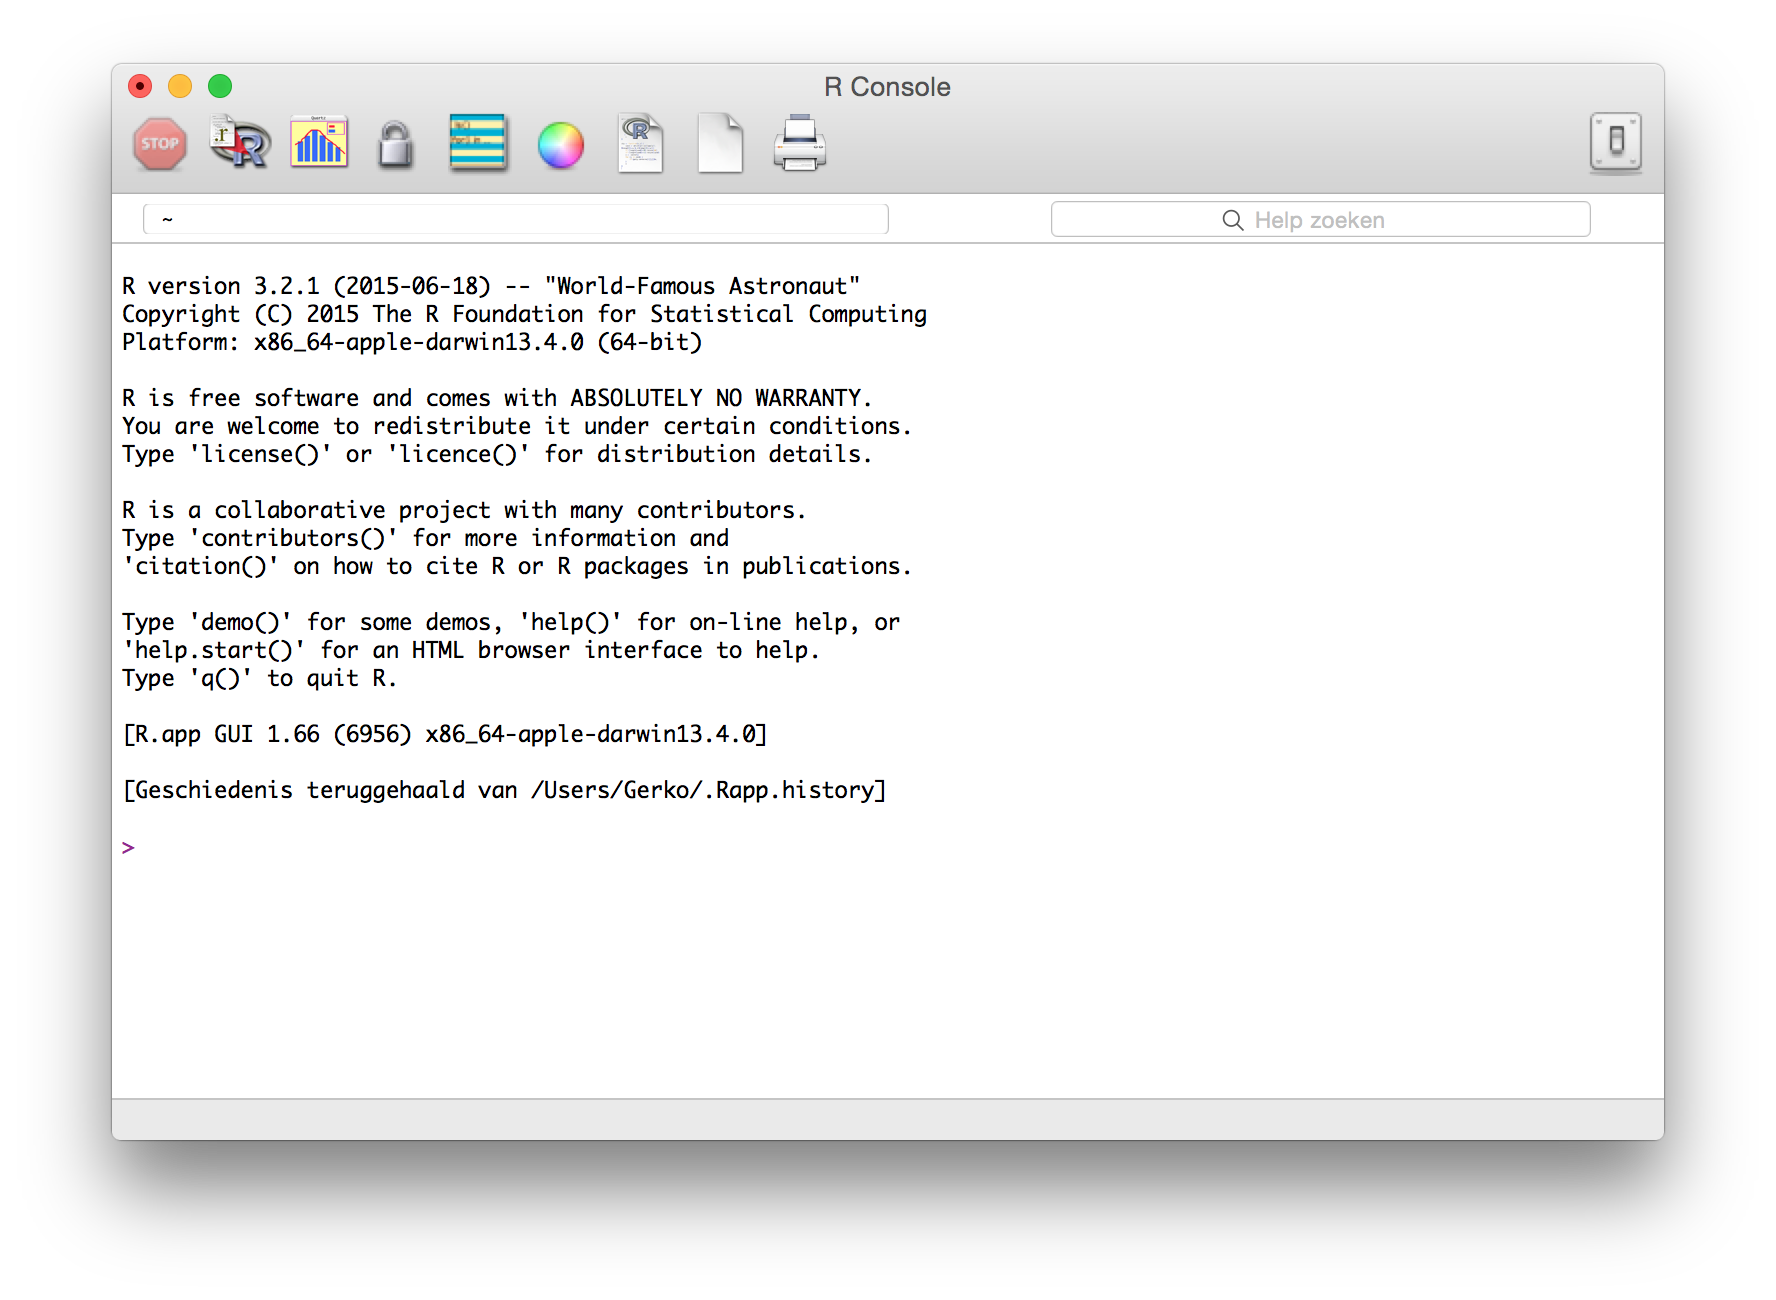 R Console
STOP
Quartz
~
Help zoeken
R version 3.2.1 (2015-06-18) -- "World-Famous Astronaut"
Copyright (C) 2015 The R Foundation for Statistical Computing
Platform: x86_64-apple-darwin13.4.0 (64-bit)
R is free software and comes with ABSOLUTELY NO WARRANTY.
You are welcome to redistribute it under certain conditions.
Type 'license()' or 'licence()' for distribution details.
R is a collaborative project with many contributors.
Type 'contributors()' for more information and
'citation()' on how to cite R or R packages in publications.
Type 'demo()' for some demos, 'help()' for on-line help, or
'help.start()' for an HTML browser interface to help.
Type 'q()' to quit R.
[R.app GUI 1.66 (6956) x86_64-apple-darwin13.4.0]
[Geschiedenis teruggehaald van /Users/Gerko/.Rapp.history]
>